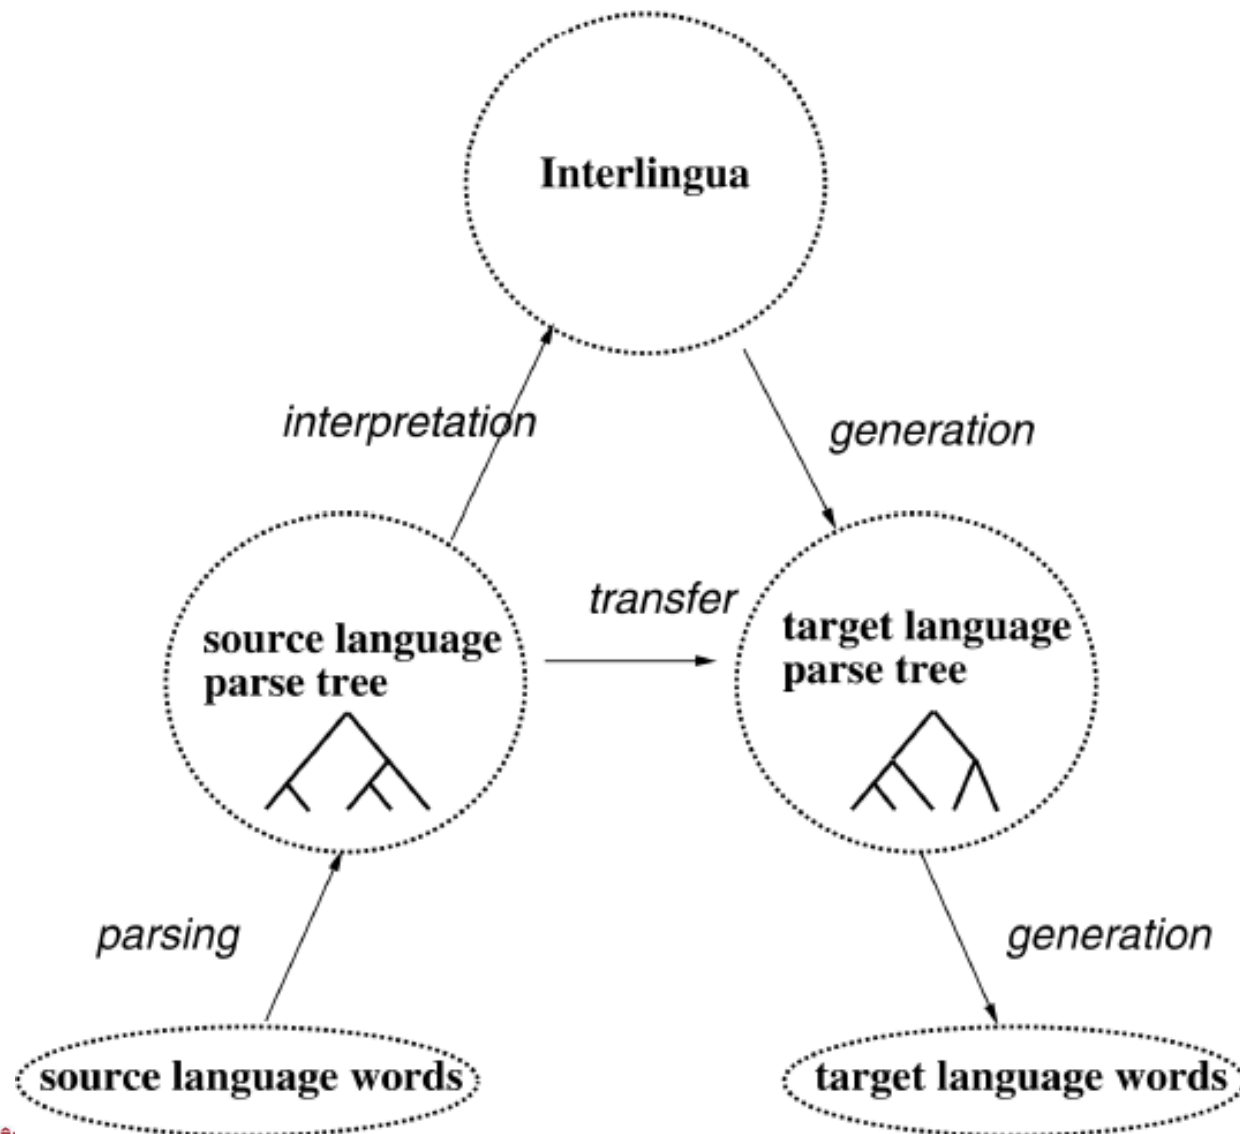 Interlingua
interpretation
generation
transfer
source language
parse tree
target language
parse tree
parsing
generation
source language words
target language words